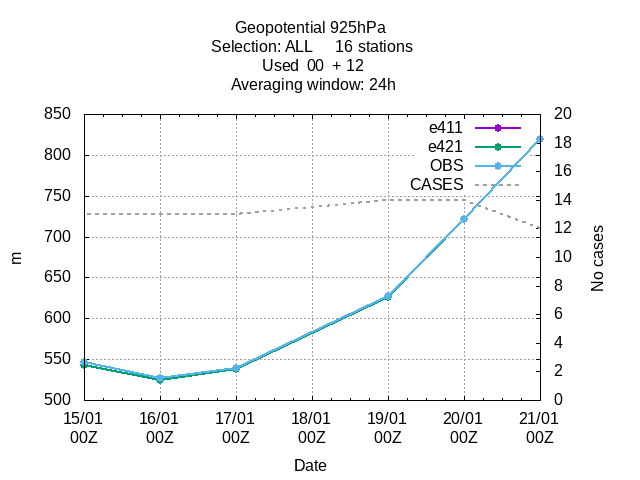 Geopotential 925hPa
Selection: ALL     16 stations
Used  00  + 12
Averaging window: 24h
850
800
750
700
650
600
550
500
m
20
18
16
14
12
10
8
6
4
2
0
No cases
e411
e421
OBS
CASES
15/01 16/01 17/01 18/01 19/01 20/01 21/01
00Z 00Z 00Z 00Z 00Z 00Z 00Z
Date